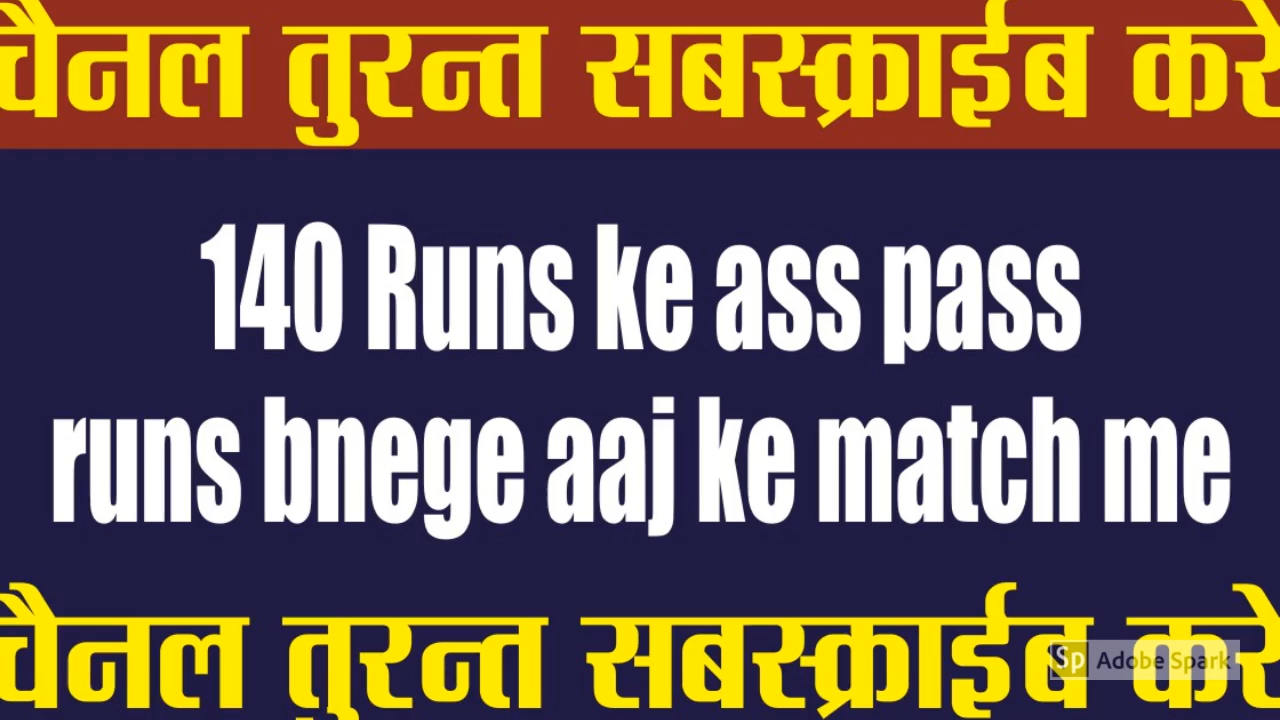 चैनल तुरन्त सबस्क्राईब करे
140 Runs ke ass pass
runs bnege aaj ke match me
चैनल तुरन्त सबस्क्राईब करे
Sp Adobe Spark